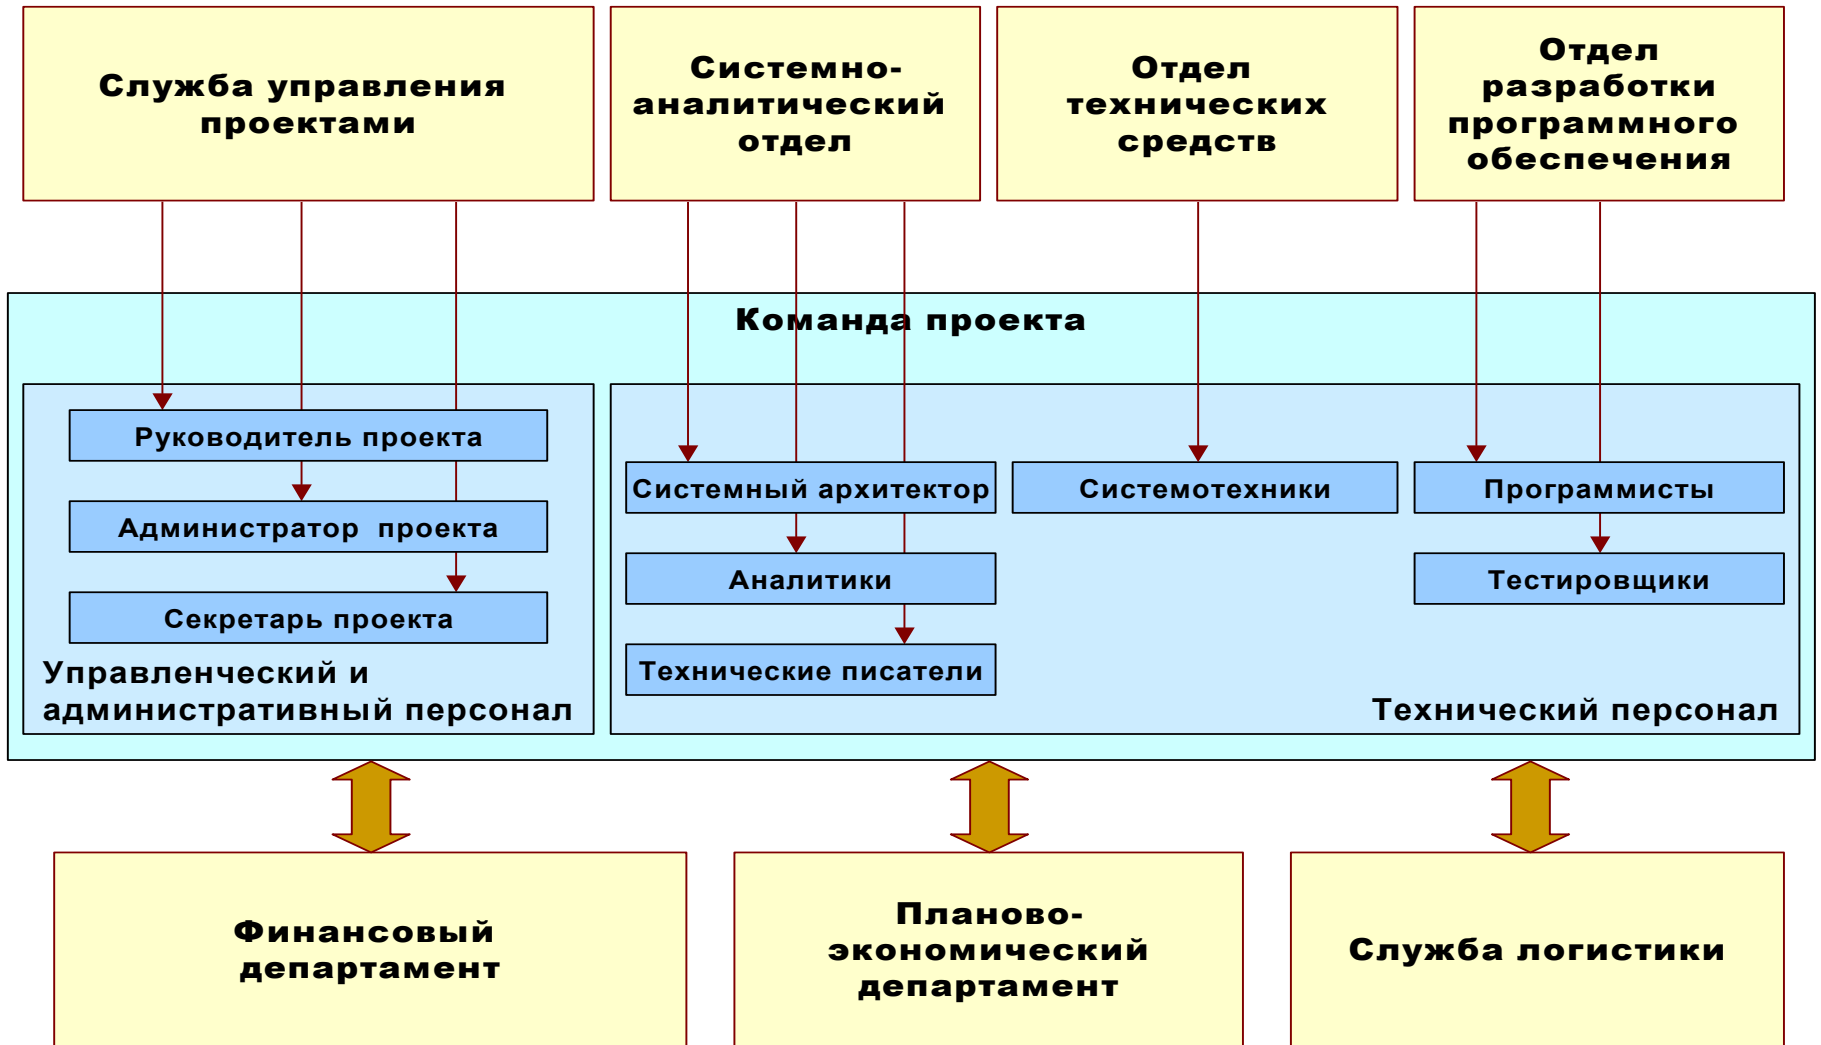 Служба управления
проектами
Системно-
аналитический
отдел
Отдел
технических
средств
Отдел
разработки
программного
обеспечения
Команда проекта
Руководитель проекта
Администратор проекта
Секретарь проекта
Управленческий и
административный персонал
Системный архитектор
Аналитики
Технические писатели
Системотехники
Программисты
Тестировщики
Технический персонал
Финансовый
департамент
Планово-
экономический
департамент
Служба логистики